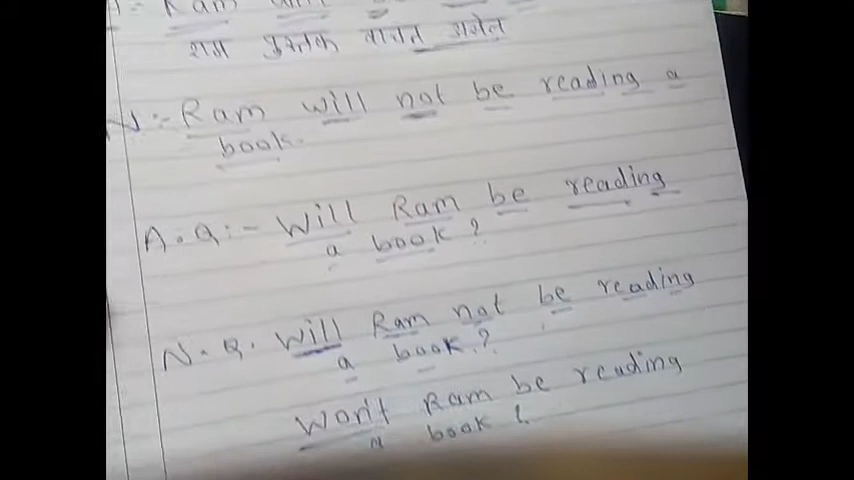 राम पुस्तक वाचत असेल
N :- Ram will not be reading a
book.
A. Q :- Will Ram be reading
a book ?
N. Q. Will Ram not be reading
a book ?
Won't Ram be reading
a book ?